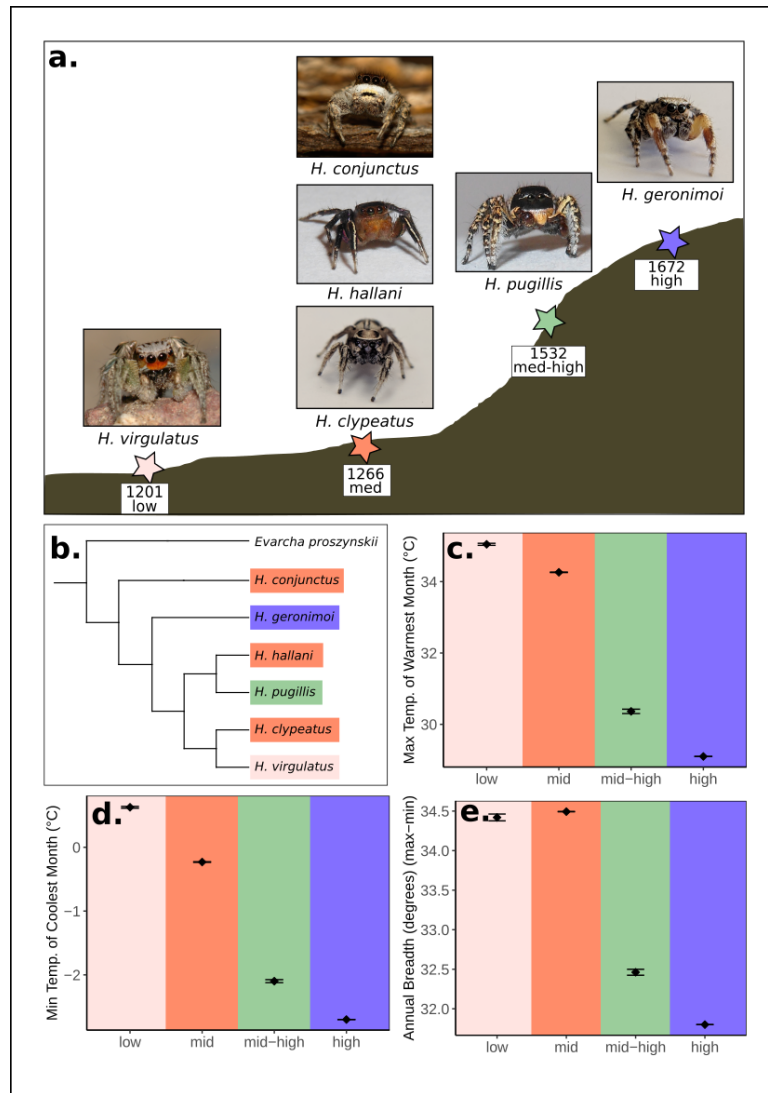 a.
H. conjunctus
H. geronimoi
H. hallani
H. pugillis
H. clypeatus
H. virgulatus
1672
high
1532
med-high
1266
med
1201
low
b.
Evarcha proszynskii
H. conjunctus
H. geronimoi
H. hallani
H. pugillis
H. clypeatus
H. virgulatus
c.
Max Temp. of Warmest Month (°C)
34
32
30
low mid mid−high high
d.
Min Temp. of Coolest Month (°C)
0
−1
−2
low mid mid−high high
e.
Annual Breadth (degrees) (max−min)
34.5
34.0
33.5
33.0
32.5
32.0
low mid mid−high high